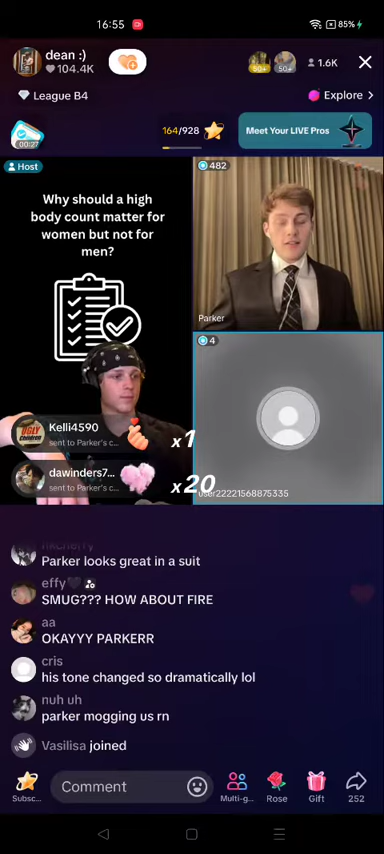 16:55
85%
dean :)
104.4K
50+
50+
1.6K
League B4
Explore
00:27
164/928
Meet Your LIVE Pros
Host
482
Why should a high
body count matter for
women but not for
men?
Parker
4
Kelli4590
sent to Parker's c...
x1
UGLY
dawinders7...
sent to Parker's c...
x20
user22221568875335
Parker looks great in a suit
effy
SMUG??? HOW ABOUT FIRE
aa
OKAYYY PARKERR
cris
his tone changed so dramatically lol
nuh uh
parker mogging us rn
Vasilisa joined
Subsc...
Comment
Multi-g...
Rose
Gift
252